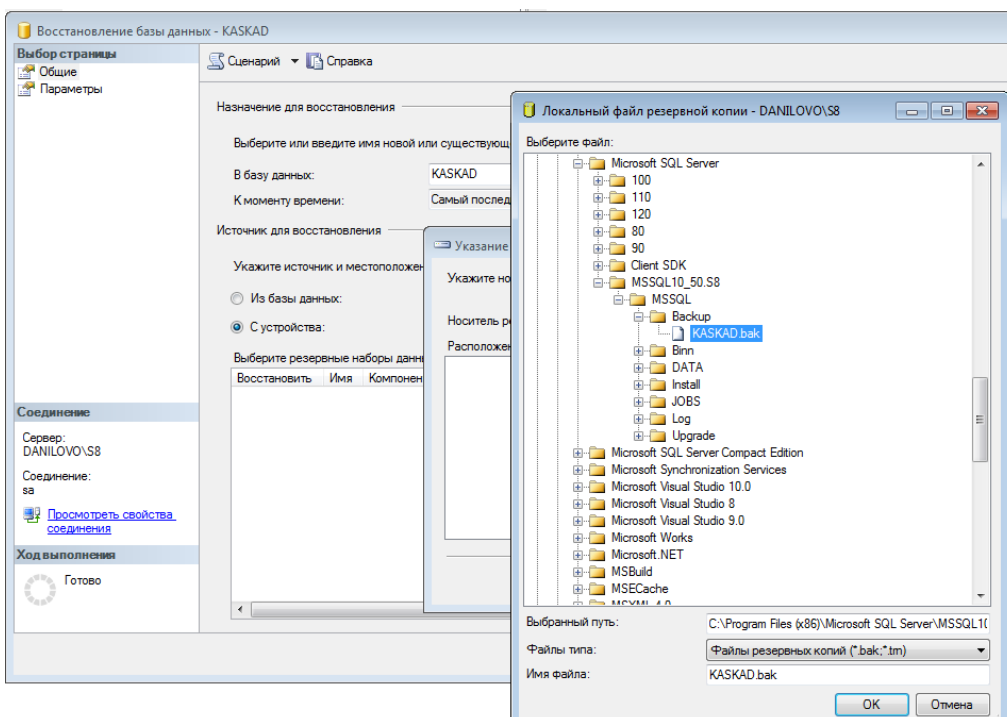 Восстановление базы данных - KASKAD
Выбор страницы
Общие
Параметры
Сценарий
Справка
Назначение для восстановления
Выберите или введите имя новой или существующ
В базу данных:
KASKAD
К моменту времени:
Самый послед
Источник для восстановления
Укажите источник и местоположен
Из базы данных:
С устройства:
Выберите резервные наборы данн
Восстановить Имя Компонен
Соединение
Сервер:
DANILOVO\S8
Соединение:
sa
Просмотреть свойства
соединения
Ход выполнения
Готово
Указание
Укажите но
Носитель ре
Расположен
Локальный файл резервной копии - DANILOVO\S8
Выберите файл:
Microsoft SQL Server
100
110
120
80
90
Client SDK
MSSQL10_50.S8
MSSQL
Backup
KASKAD.bak
Binn
DATA
Install
JOBS
Log
Upgrade
Microsoft SQL Server Compact Edition
Microsoft Synchronization Services
Microsoft Visual Studio 10.0
Microsoft Visual Studio 8
Microsoft Visual Studio 9.0
Microsoft Works
Microsoft.NET
MSBuild
MSECache
MSXML 4.0
Выбранный путь:
C:\Program Files (x86)\Microsoft SQL Server\MSSQL1(
Файлы типа:
Файлы резервных копий (*.bak;*.trn)
Имя файла:
KASKAD.bak
OK
Отмена